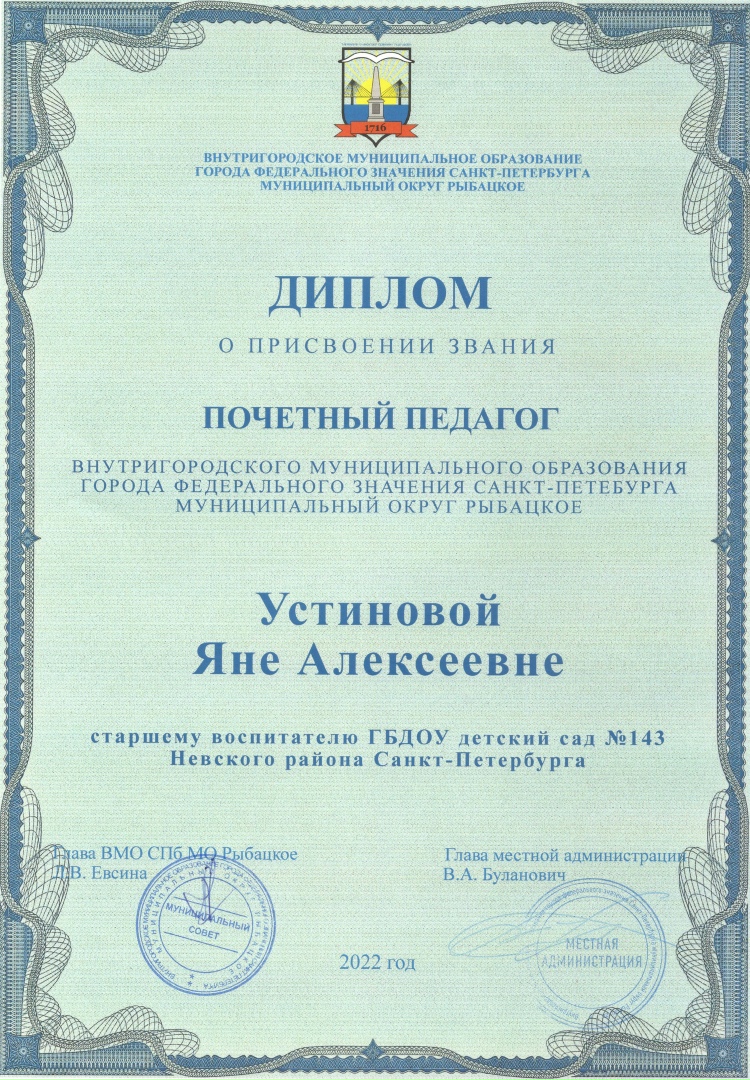 1716
ВНУТРИГОРОДСКОЕ МУНИЦИПАЛЬНОЕ ОБРАЗОВАНИЕ
ГОРОДА ФЕДЕРАЛЬНОГО ЗНАЧЕНИЯ САНКТ-ПЕТЕРБУРГА
МУНИЦИПАЛЬНЫЙ ОКРУГ РЫБАЦКОЕ
ДИПЛОМ
О ПРИСВОЕНИИ ЗВАНИЯ
ПОЧЕТНЫЙ ПЕДАГОГ
ВНУТРИГОРОДСКОГО МУНИЦИПАЛЬНОГО ОБРАЗОВАНИЯ
ГОРОДА ФЕДЕРАЛЬНОГО ЗНАЧЕНИЯ САНКТ-ПЕТЕБУРГА
МУНИЦИПАЛЬНЫЙ ОКРУГ РЫБАЦКОЕ
Устиновой
Яне Алексеевне
старшему воспитателю ГБДОУ детский сад №143
Невского района Санкт-Петербурга
Глава ВМО СПб МО Рыбацкое
В. Евсина
Глава местной администрации
В.А. Буланович
МУНИЦИПАЛЬНЫЙ
СОВЕТ
МЕСТНАЯ
АДМИНИСТРАЦИЯ
2022 год